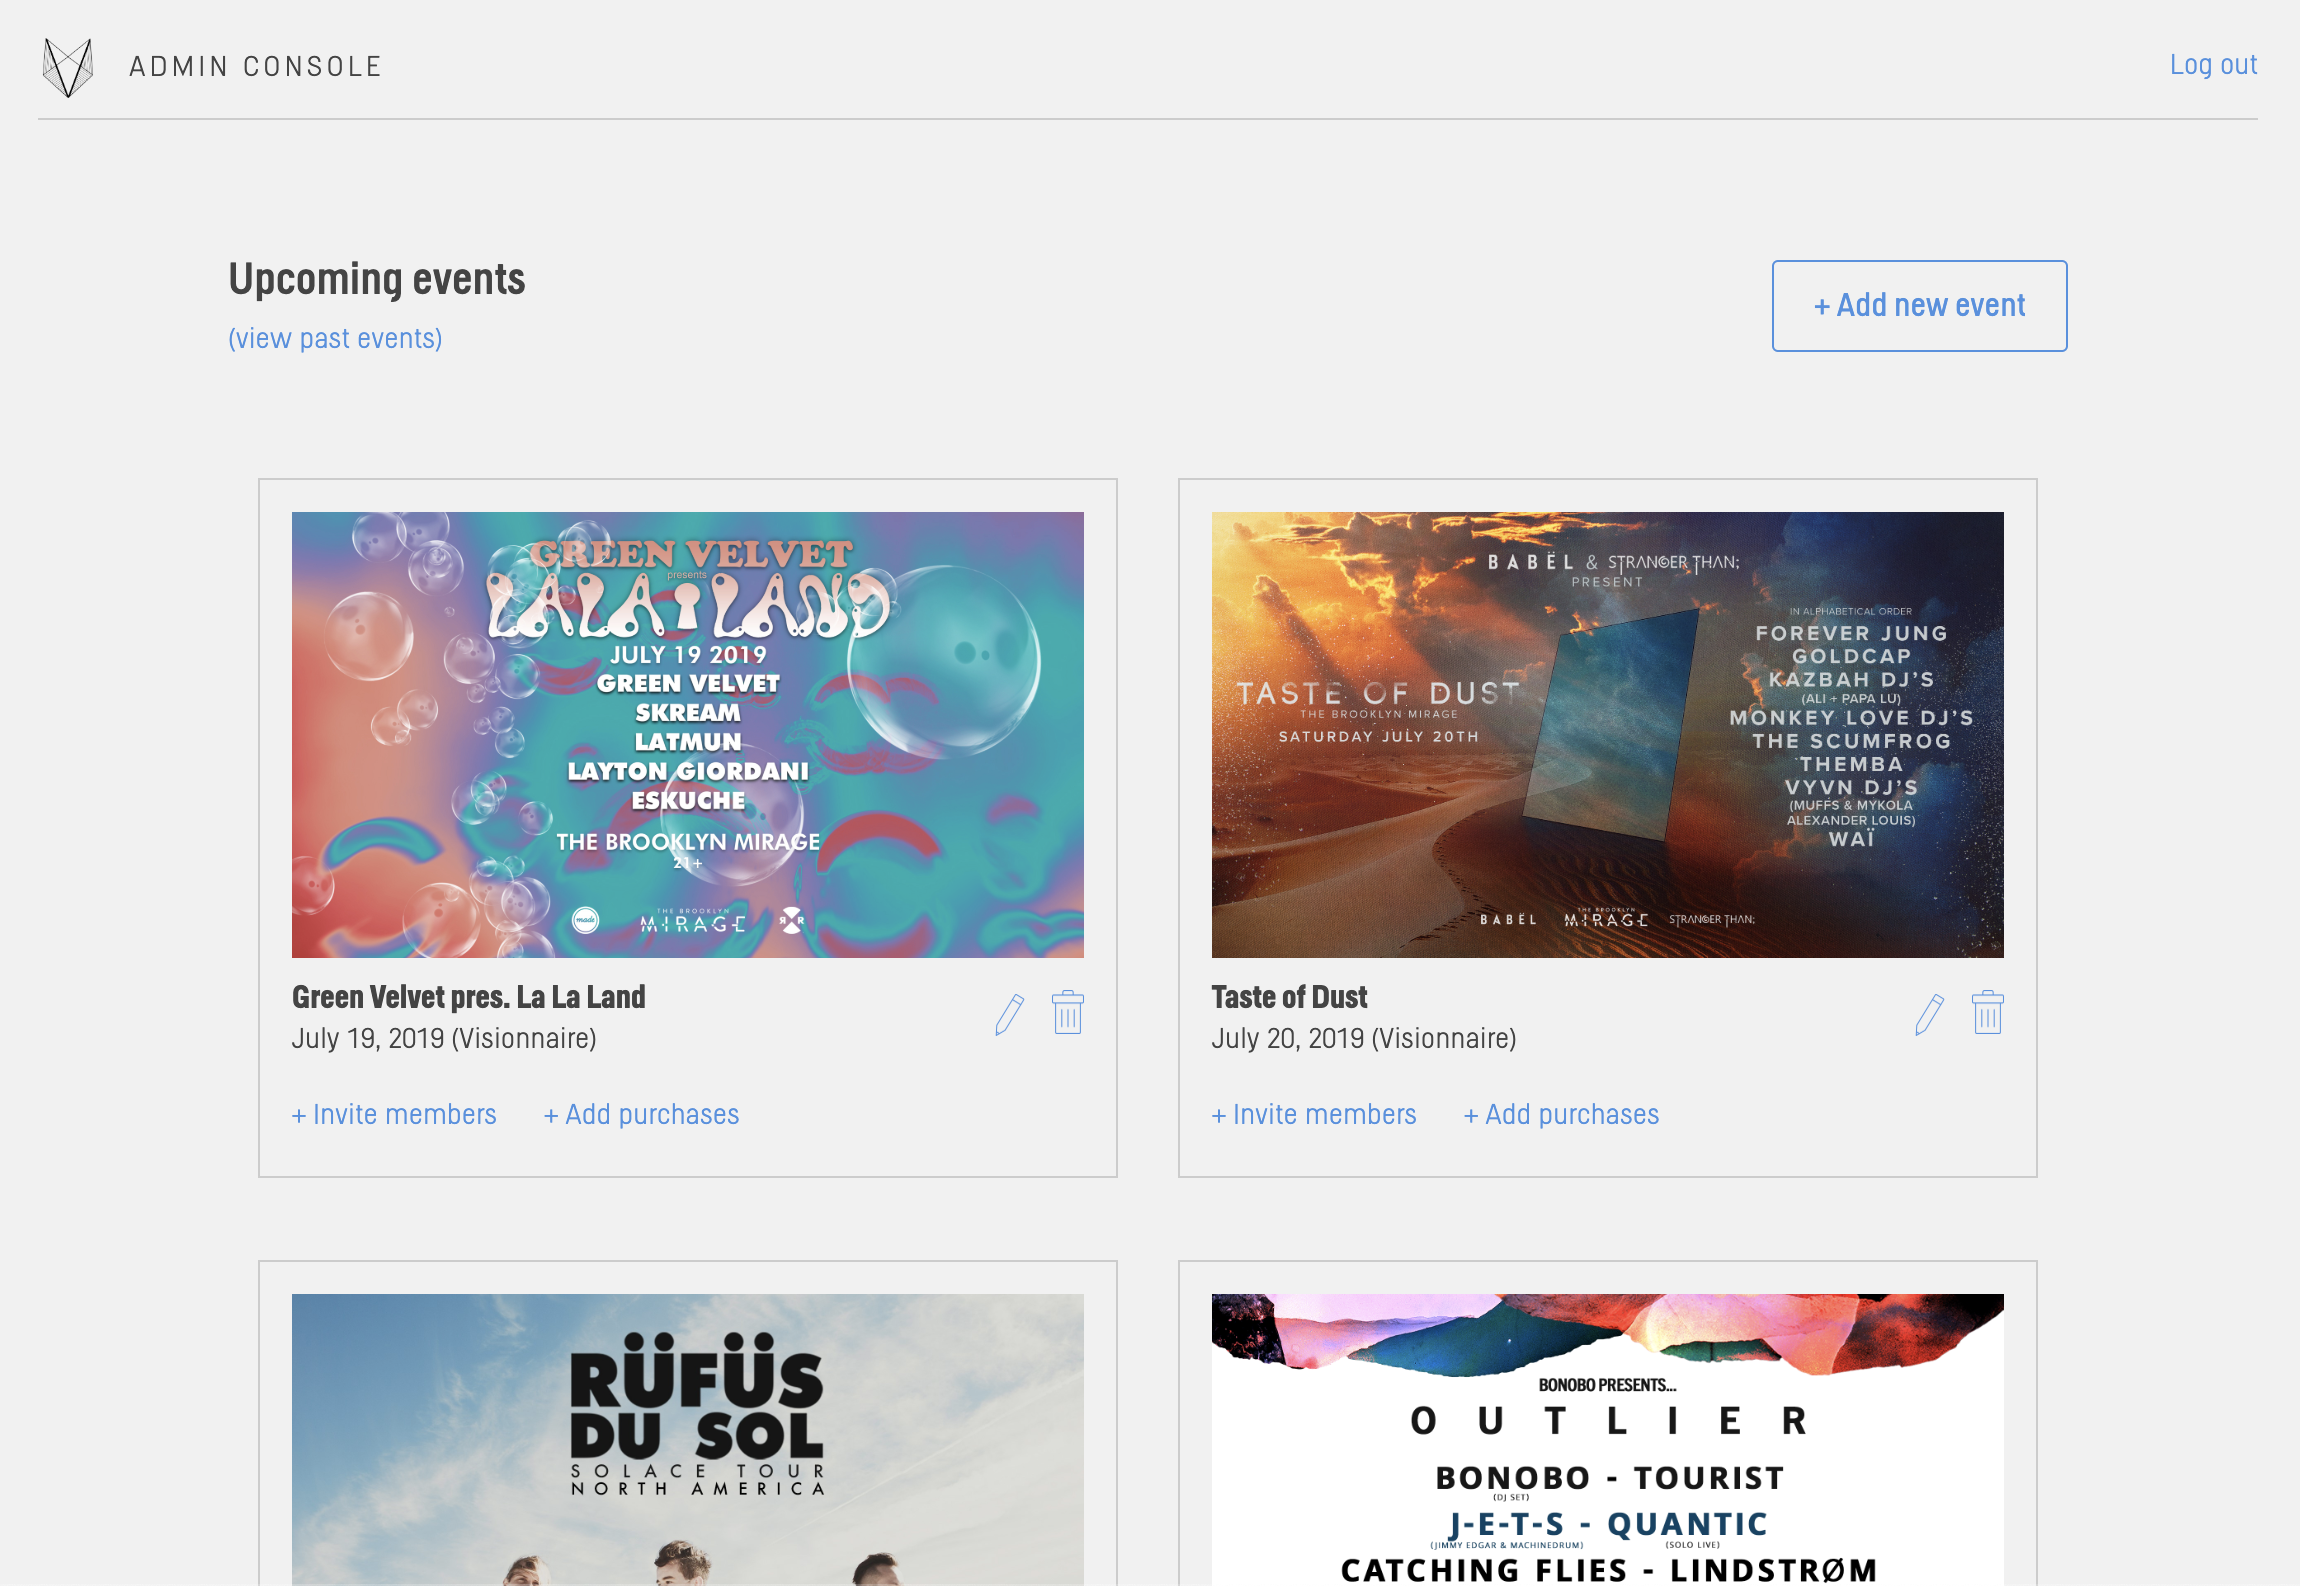 ADMIN CONSOLE
Log out
Upcoming events
(view past events)
+ Add new event
GREEN VELVET
presents
LA LA LAND
JULY 19 2019
GREEN VELVET
SKREAM
LATMUN
LAYTON GIORDANI
ESKUCHE
THE BROOKLYN MIRAGE
21+
made
THE BROOKLYN
MIRAGE
Green Velvet pres. La La Land
July 19, 2019 (Visionnaire)
+ Invite members + Add purchases
BABËL & STRANGER THAN;
PRESENT
TASTE OF DUST
THE BROOKLYN MIRAGE
SATURDAY JULY 20TH
IN ALPHABETICAL ORDER
FOREVER JUNG
GOLDCAP
KAZBAH DJ'S
(ALI + PAPA LU)
MONKEY LOVE DJ'S
THE SCUMFROG
THEMBA
VYVN DJ'S
(MUFFS & MYKOLA
ALEXANDER LOUIS)
WAÏ
BABËL
THE BROOKLYN
MIRAGE
STRANGER THAN;
Taste of Dust
July 20, 2019 (Visionnaire)
+ Invite members + Add purchases
RÜFÜS
DU SOL
SOLACE TOUR
NORTH AMERICA
BONOBO PRESENTS...
OUTLIER
BONOBO - TOURIST
(DJ SET)
J-E-T-S - QUANTIC
(JIMMY EDGAR & MACHINEDRUM) (SOLO LIVE)
CATCHING FLIES - LINDSTRØM